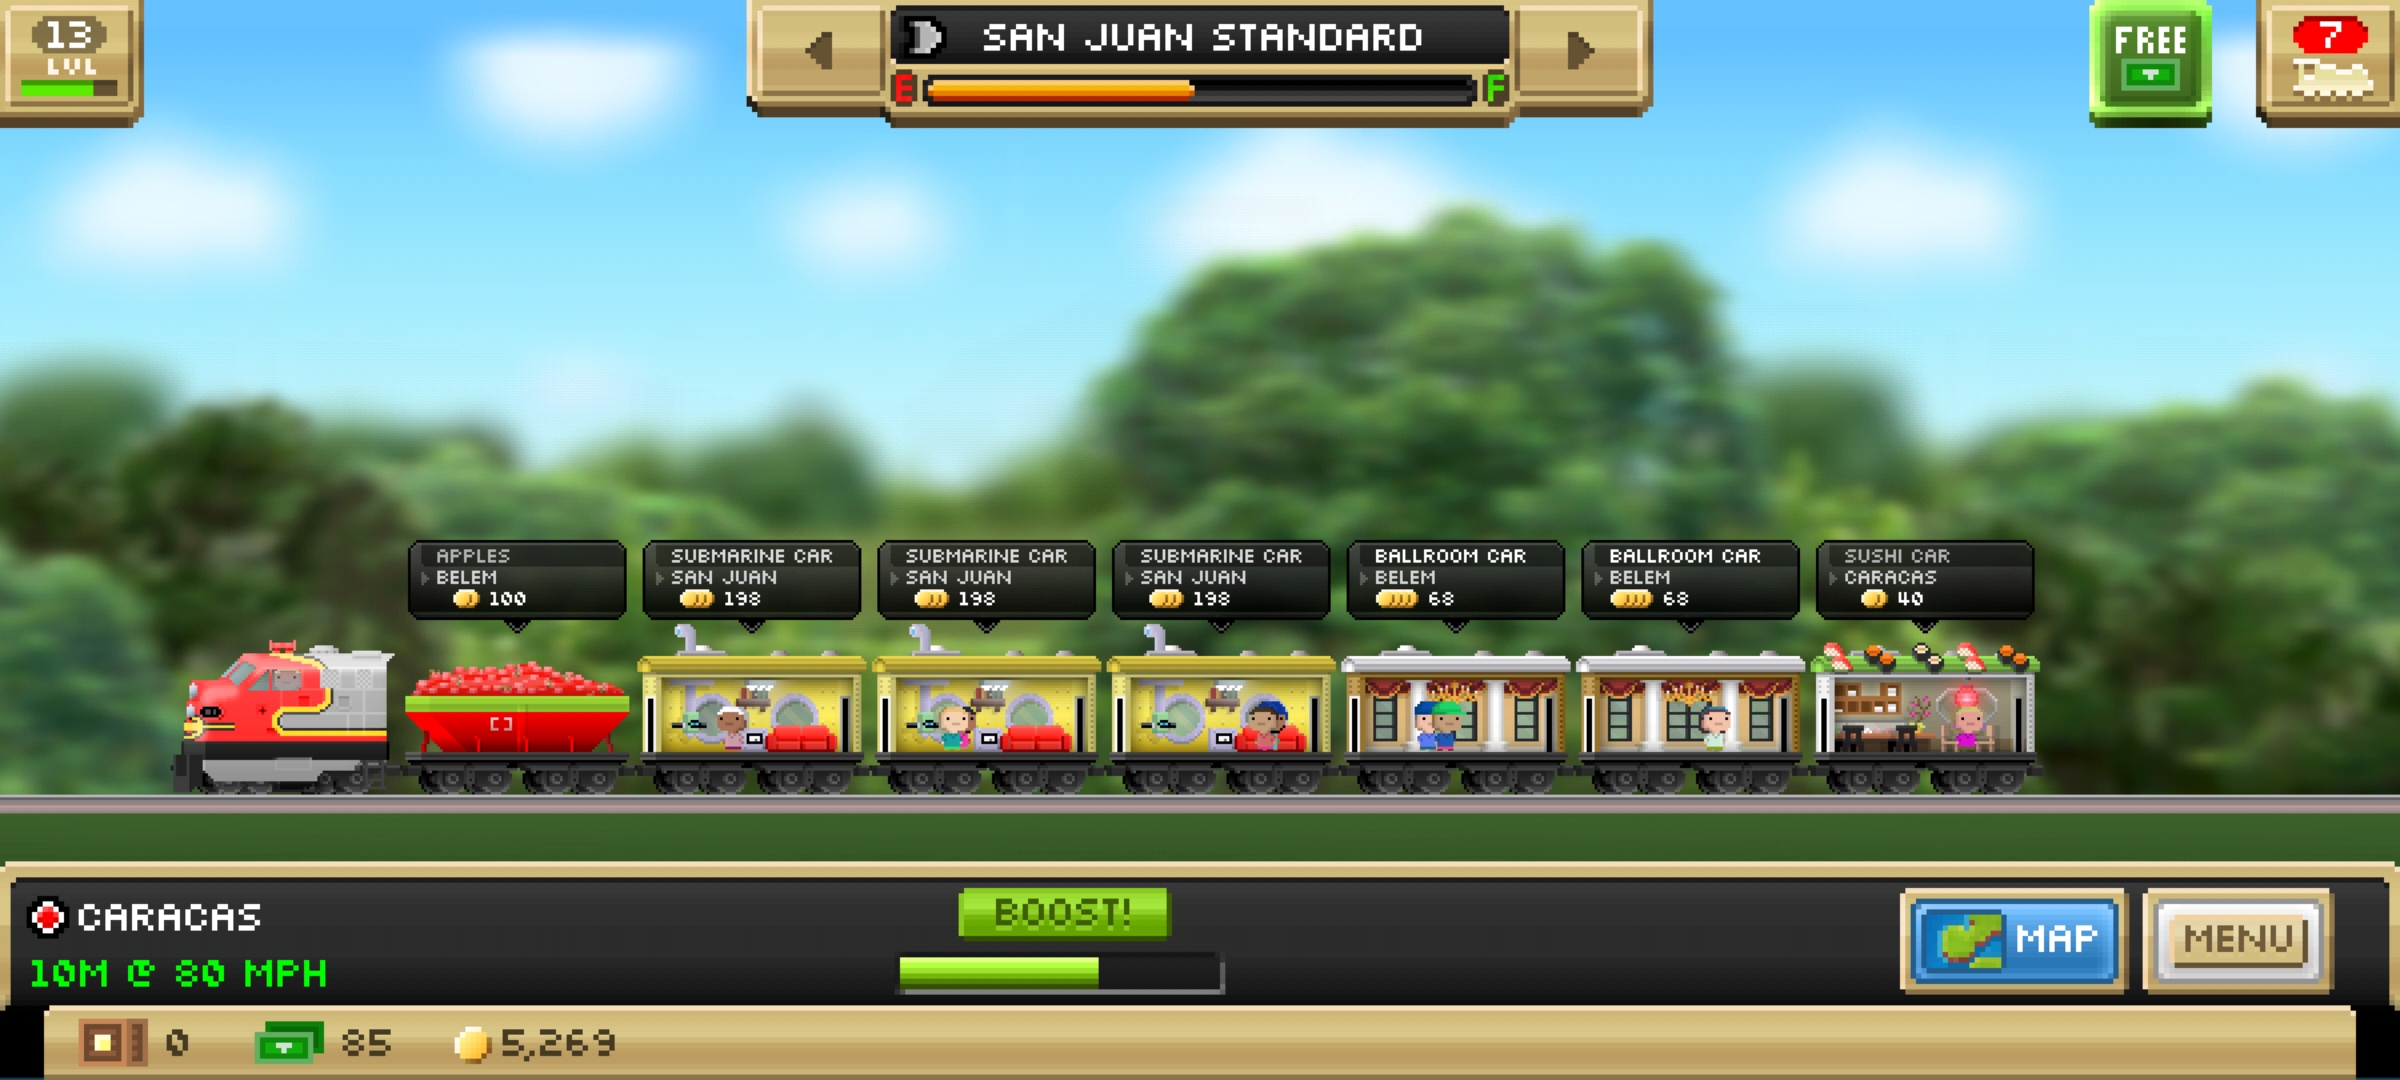 13
LVL
SAN JUAN STANDARD
E
F
FREE
7
APPLES
BELEM
100
SUBMARINE CAR
SAN JUAN
198
SUBMARINE CAR
SAN JUAN
198
SUBMARINE CAR
SAN JUAN
198
BALLROOM CAR
BELEM
68
BALLROOM CAR
BELEM
68
SUSHI CAR
CARACAS
40
CARACAS
10M @ 80 MPH
BOOST!
MAP
MENU
0
85
5,269